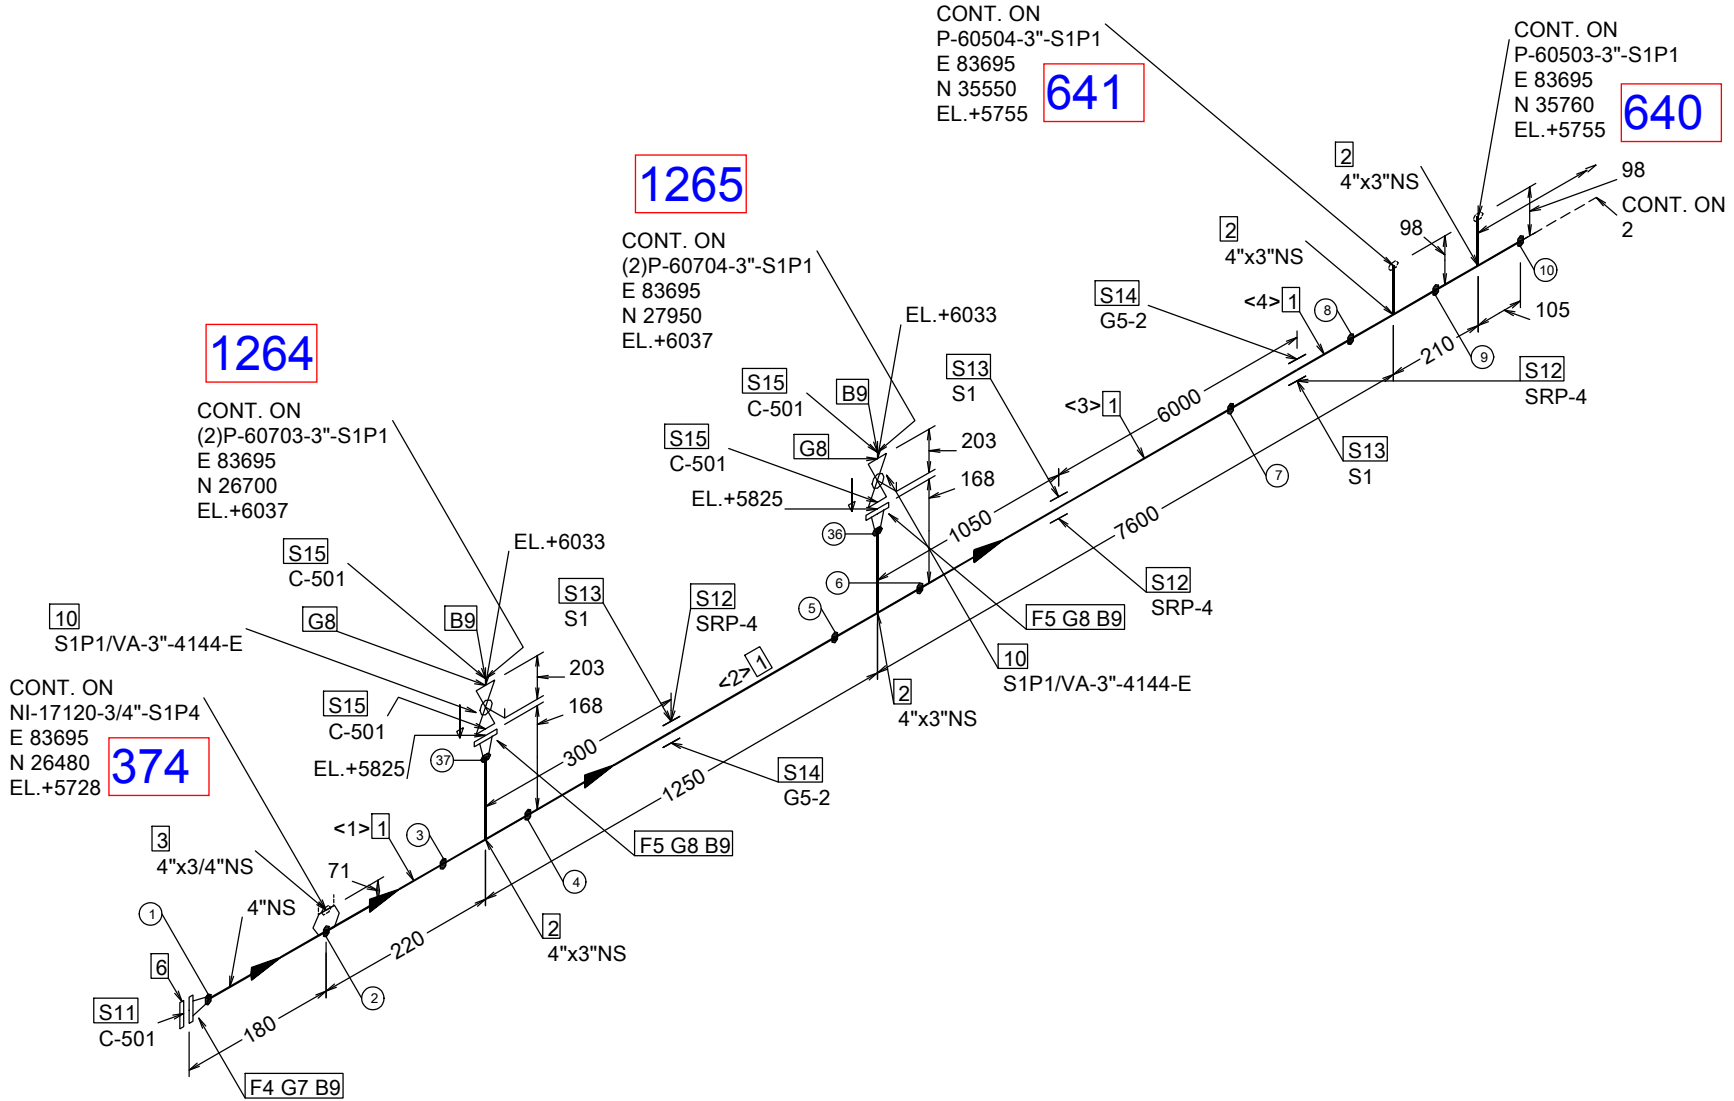 CONT. ON
P-60504-3"-S1P1
E 83695
N 35550
EL.+5755
641
CONT. ON
P-60503-3"-S1P1
E 83695
N 35760
EL.+5755
640
2
4"x3"NS
98
CONT. ON
2
1265
CONT. ON
(2)P-60704-3"-S1P1
E 83695
N 27950
EL.+6037
2
4"x3"NS
98
10
105
S14
G5-2
<4> 1
8
9
210
S12
SRP-4
EL.+6033
S15
C-501
B9
S13
S1
<3> 1
6000
S13
S1
7
1264
CONT. ON
(2)P-60703-3"-S1P1
E 83695
N 26700
EL.+6037
S15
C-501
G8
203
168
EL.+5825
36
1050
7600
S12
SRP-4
6
5
F5 G8 B9
10
S1P1/VA-3"-4144-E
2
4"x3"NS
EL.+6033
S15
C-501
S13
S1
S12
SRP-4
<2> 1
10
S1P1/VA-3"-4144-E
G8
B9
203
168
S15
C-501
EL.+5825
37
300
1250
S14
G5-2
F5 G8 B9
CONT. ON
NI-17120-3/4"-S1P4
E 83695
N 26480
EL.+5728
374
3
4"x3/4"NS
<1> 1
3
71
4
2
4"x3"NS
1
4"NS
220
6
S11
C-501
2
180
F4 G7 B9